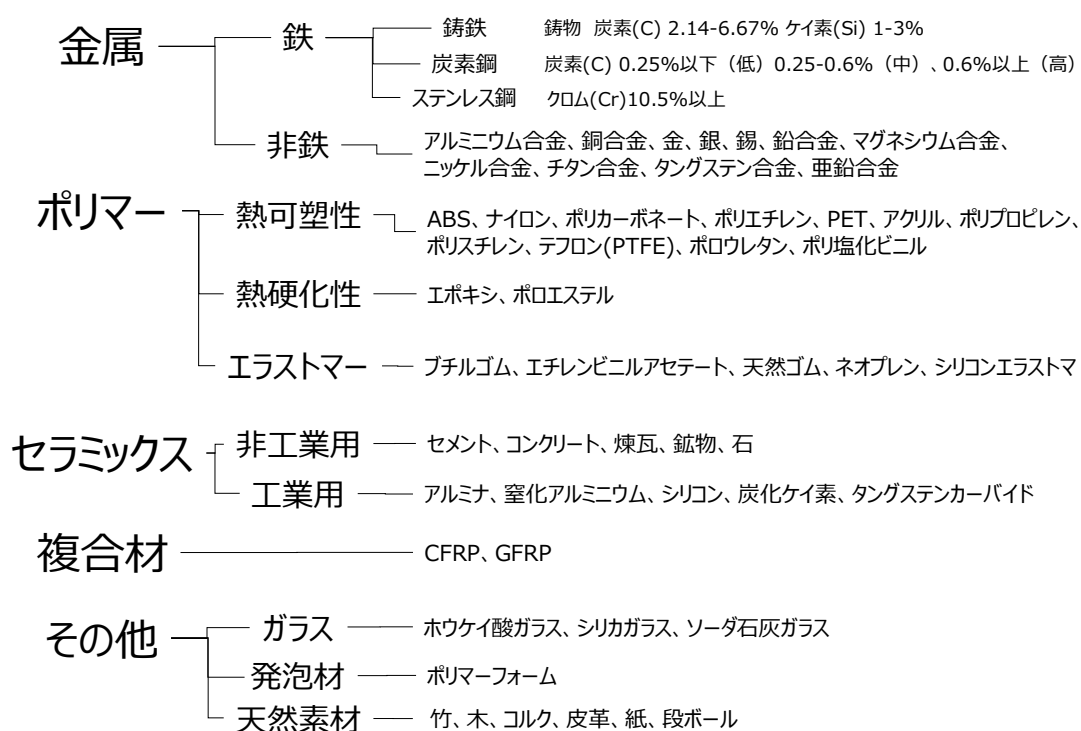 金属
鉄
鋳鉄 鋳物 炭素(C) 2.14-6.67% ケイ素(Si) 1-3%
炭素鋼 炭素(C) 0.25%以下（低）0.25-0.6%（中）、0.6%以上（高）
ステンレス鋼 クロム(Cr)10.5%以上
非鉄
アルミニウム合金、銅合金、金、銀、錫、鉛合金、マグネシウム合金、
ニッケル合金、チタン合金、タングステン合金、亜鉛合金
ポリマー
熱可塑性
ABS、ナイロン、ポリカーボネート、ポリエチレン、PET、アクリル、ポリプロピレン、
ポリスチレン、テフロン(PTFE)、ポロウレタン、ポリ塩化ビニル
熱硬化性 エポキシ、ポロエステル
エラストマー ブチルゴム、エチレンビニルアセテート、天然ゴム、ネオプレン、シリコンエラストマ
セラミックス
非工業用 セメント、コンクリート、煉瓦、鉱物、石
工業用 アルミナ、窒化アルミニウム、シリコン、炭化ケイ素、タングステンカーバイド
複合材 CFRP、GFRP
その他
ガラス ホウケイ酸ガラス、シリカガラス、ソーダ石灰ガラス
発泡材 ポリマーフォーム
天然素材 竹、木、コルク、皮革、紙、段ボール